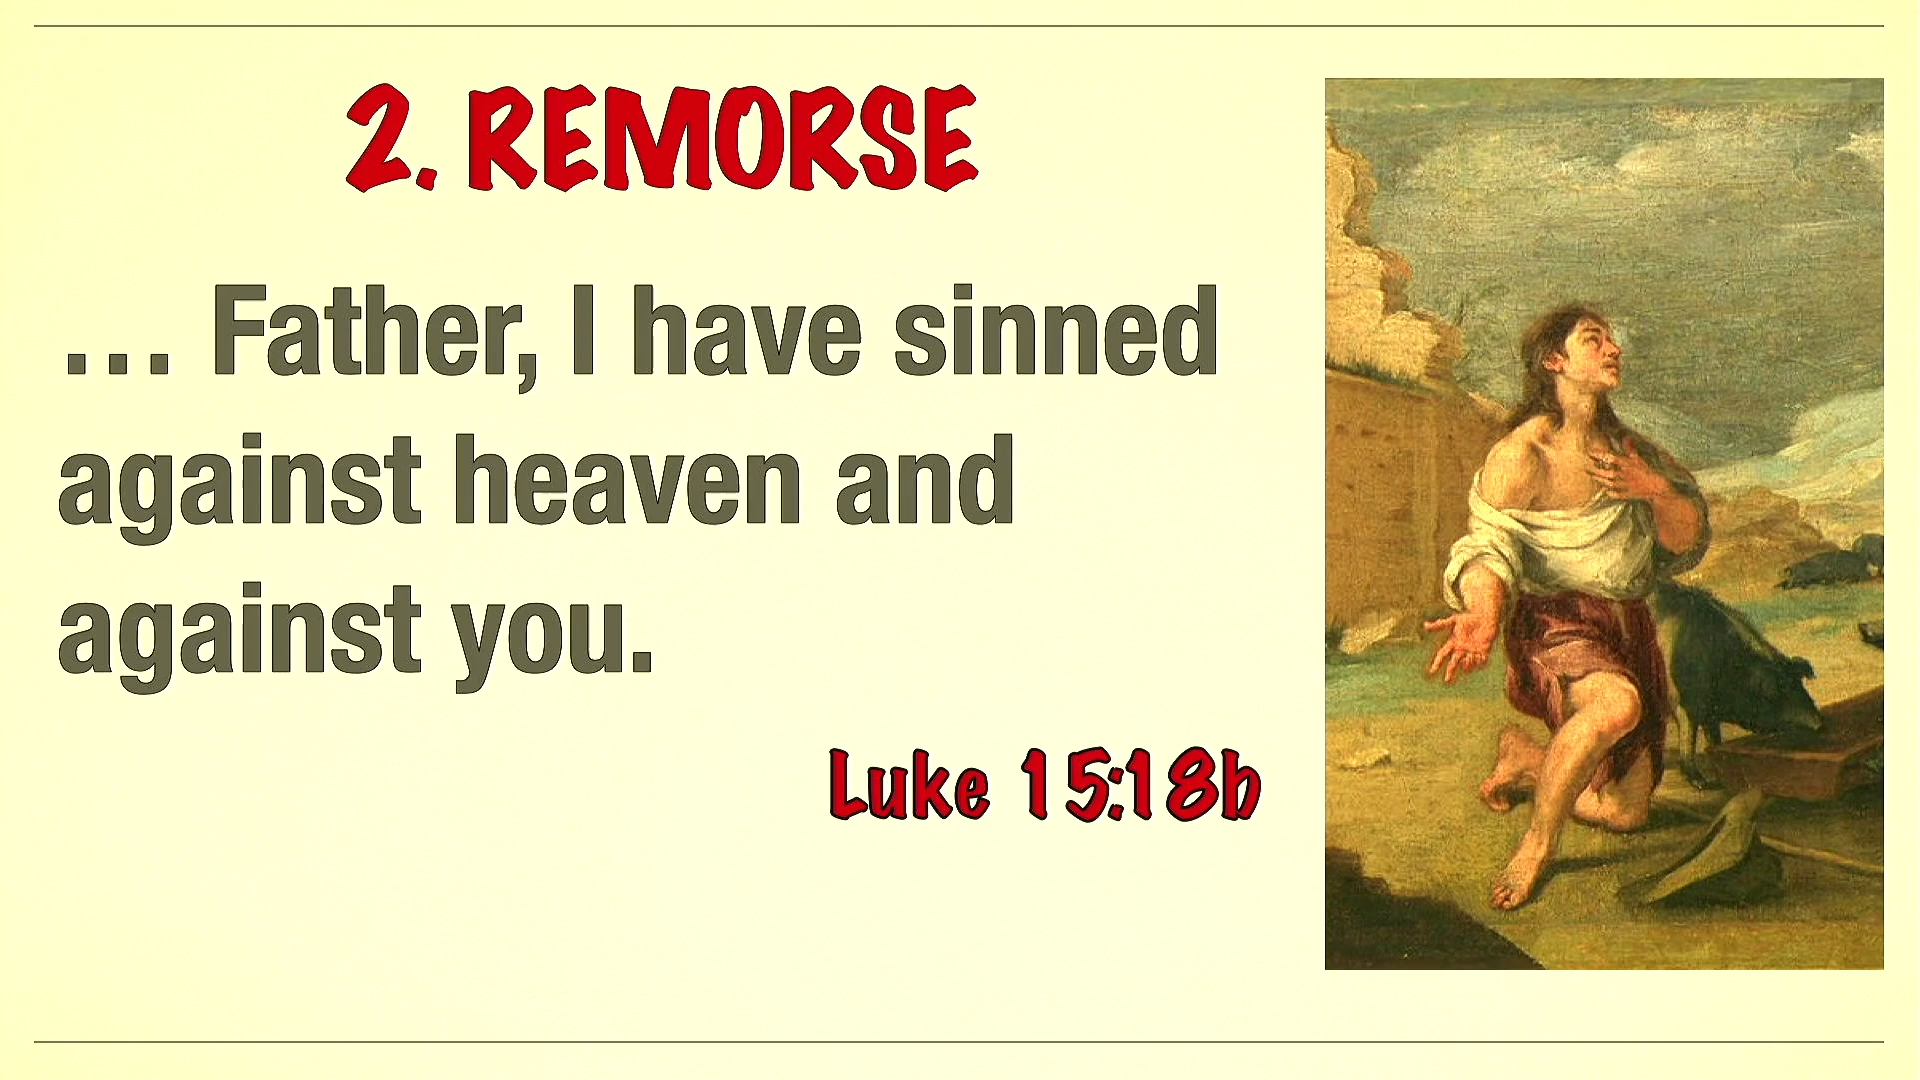 2. REMORSE
... Father, I have sinned
against heaven and
against you.
Luke 15:18b